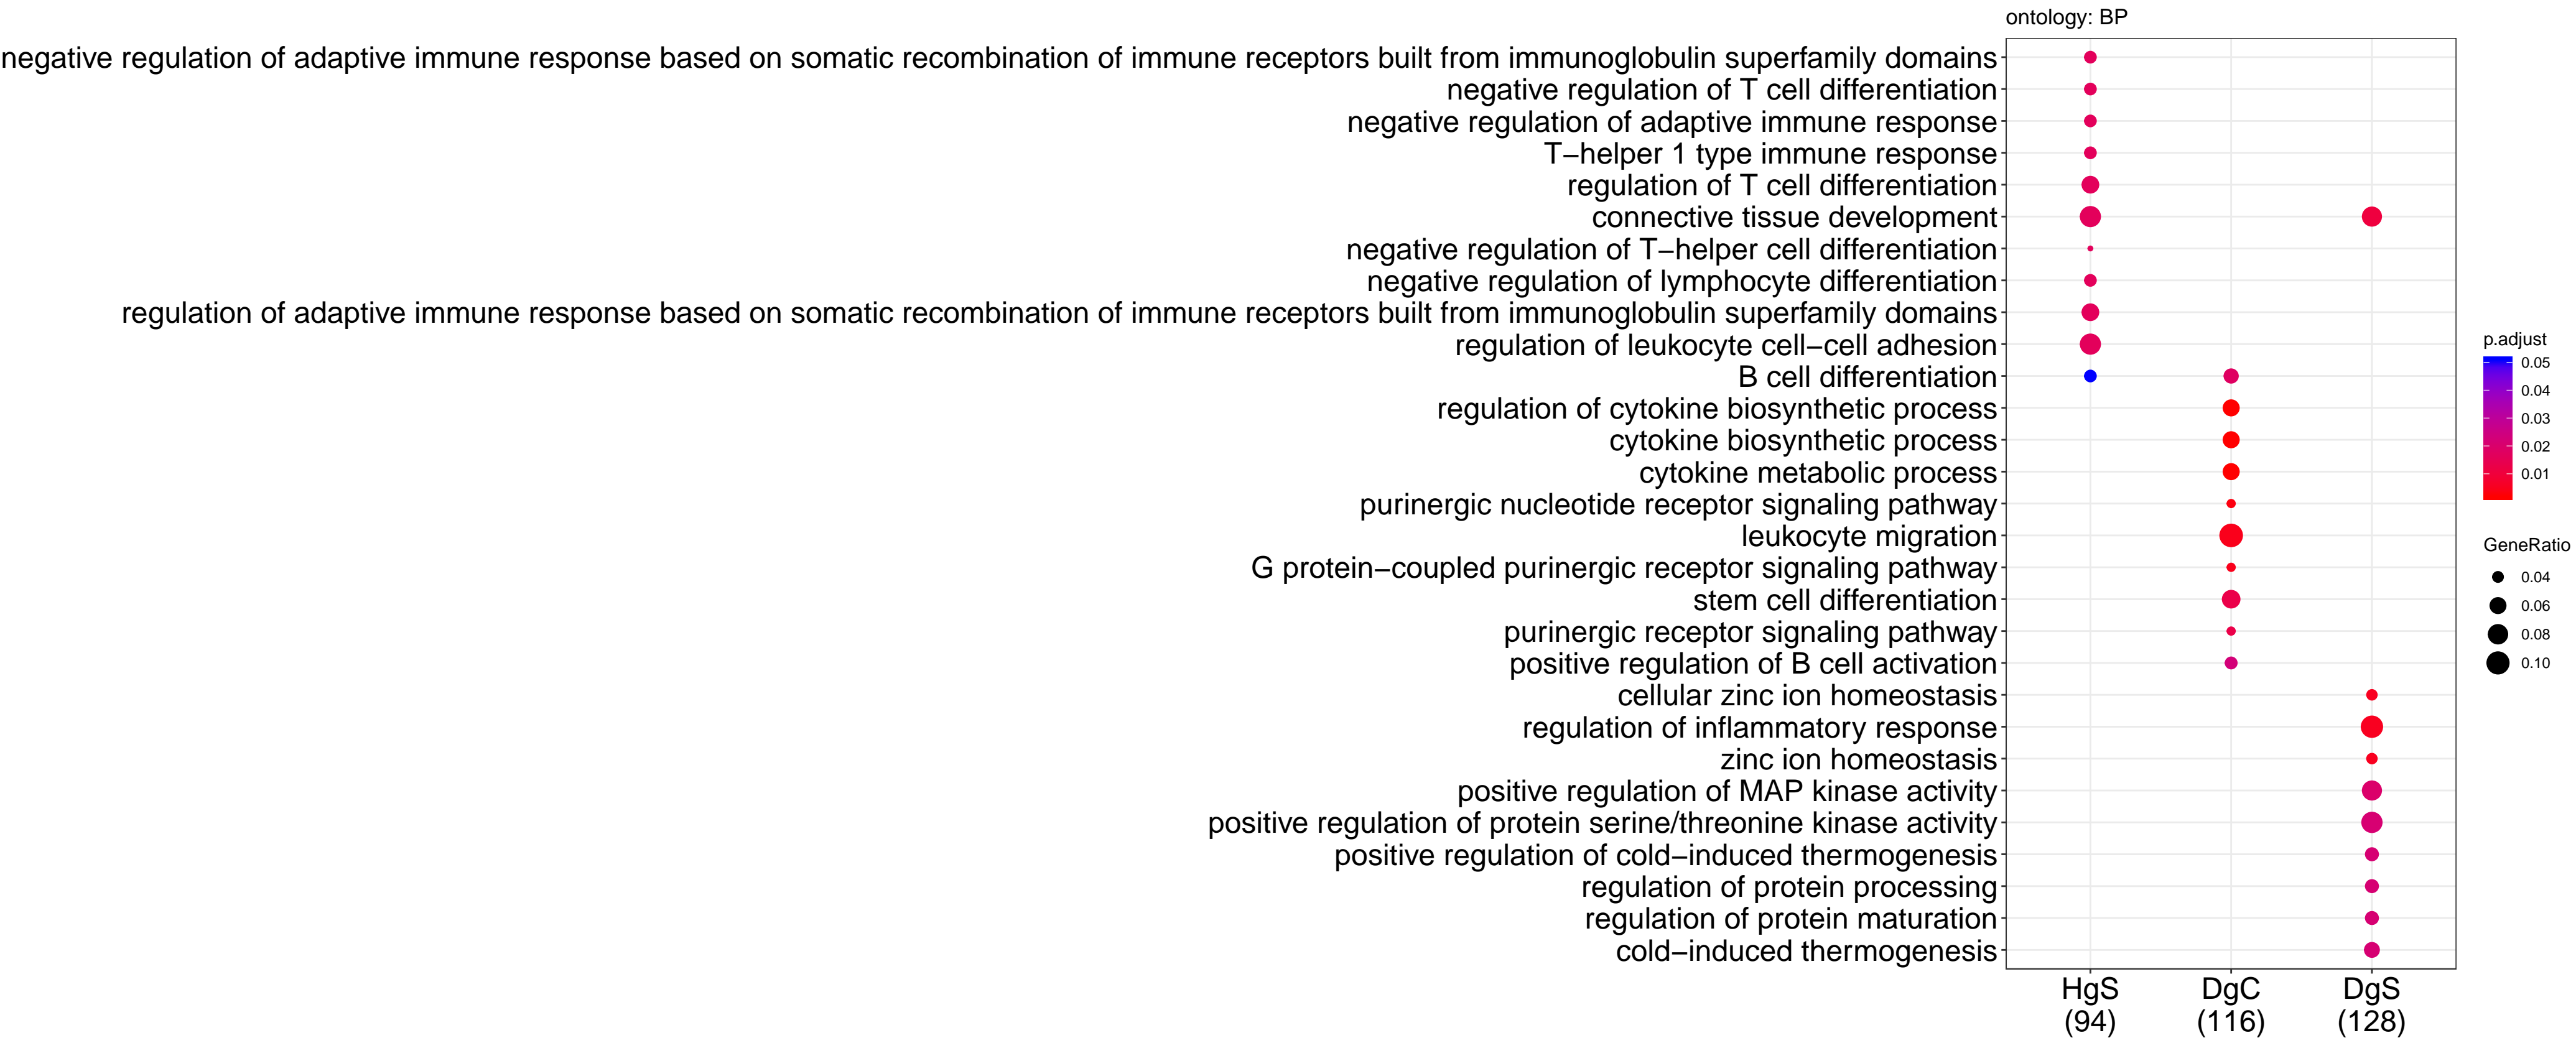 ontology: BP
negative regulation of adaptive immune response based on somatic recombination of immune receptors built from immunoglobulin superfamily domains
negative regulation of T cell differentiation
negative regulation of adaptive immune response
T−helper 1 type immune response
regulation of T cell differentiation
connective tissue development
negative regulation of T−helper cell differentiation
negative regulation of lymphocyte differentiation
regulation of adaptive immune response based on somatic recombination of immune receptors built from immunoglobulin superfamily domains
regulation of leukocyte cell−cell adhesion
B cell differentiation
regulation of cytokine biosynthetic process
cytokine biosynthetic process
cytokine metabolic process
purinergic nucleotide receptor signaling pathway
leukocyte migration
G protein−coupled purinergic receptor signaling pathway
stem cell differentiation
purinergic receptor signaling pathway
positive regulation of B cell activation
cellular zinc ion homeostasis
regulation of inflammatory response
zinc ion homeostasis
positive regulation of MAP kinase activity
positive regulation of protein serine/threonine kinase activity
positive regulation of cold−induced thermogenesis
regulation of protein processing
regulation of protein maturation
cold−induced thermogenesis
HgS DgC DgS
(94) (116) (128)
p.adjust
0.05
0.04
0.03
0.02
0.01
GeneRatio
0.04
0.06
0.08
0.10